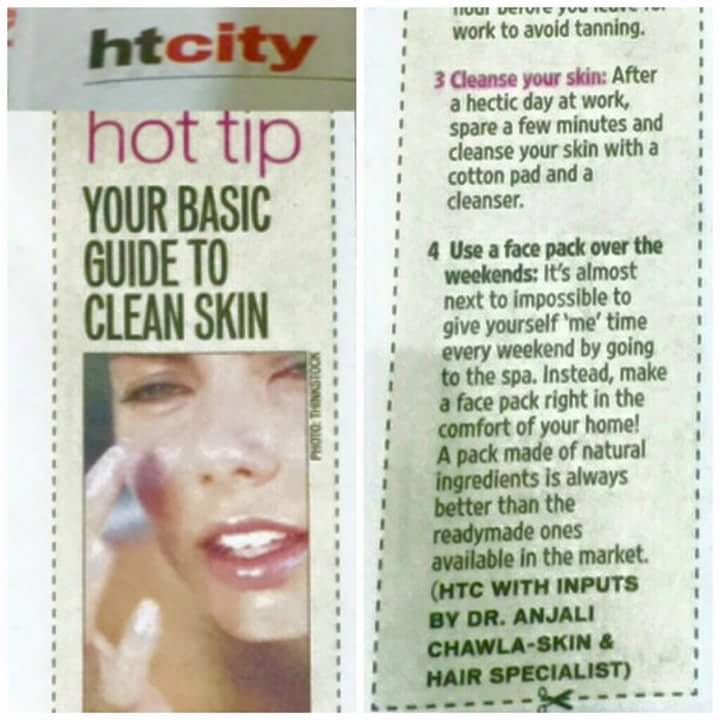 htcity
hot tip
YOUR BASIC
GUIDE TO
CLEAN SKIN
PHOTO: THINKSTOCK
work to avoid tanning.
3 Cleanse your skin: After
a hectic day at work,
spare a few minutes and
cleanse your skin with a
cotton pad and a
cleanser.
4 Use a face pack over the
weekends: It's almost
next to impossible to
give yourself 'me' time
every weekend by going
to the spa. Instead, make
a face pack right in the
comfort of your home!
A pack made of natural
ingredients is always
better than the
readymade ones
available in the market.
(HTC WITH INPUTS
BY DR. ANJALI
CHAWLA-SKIN &
HAIR SPECIALIST)